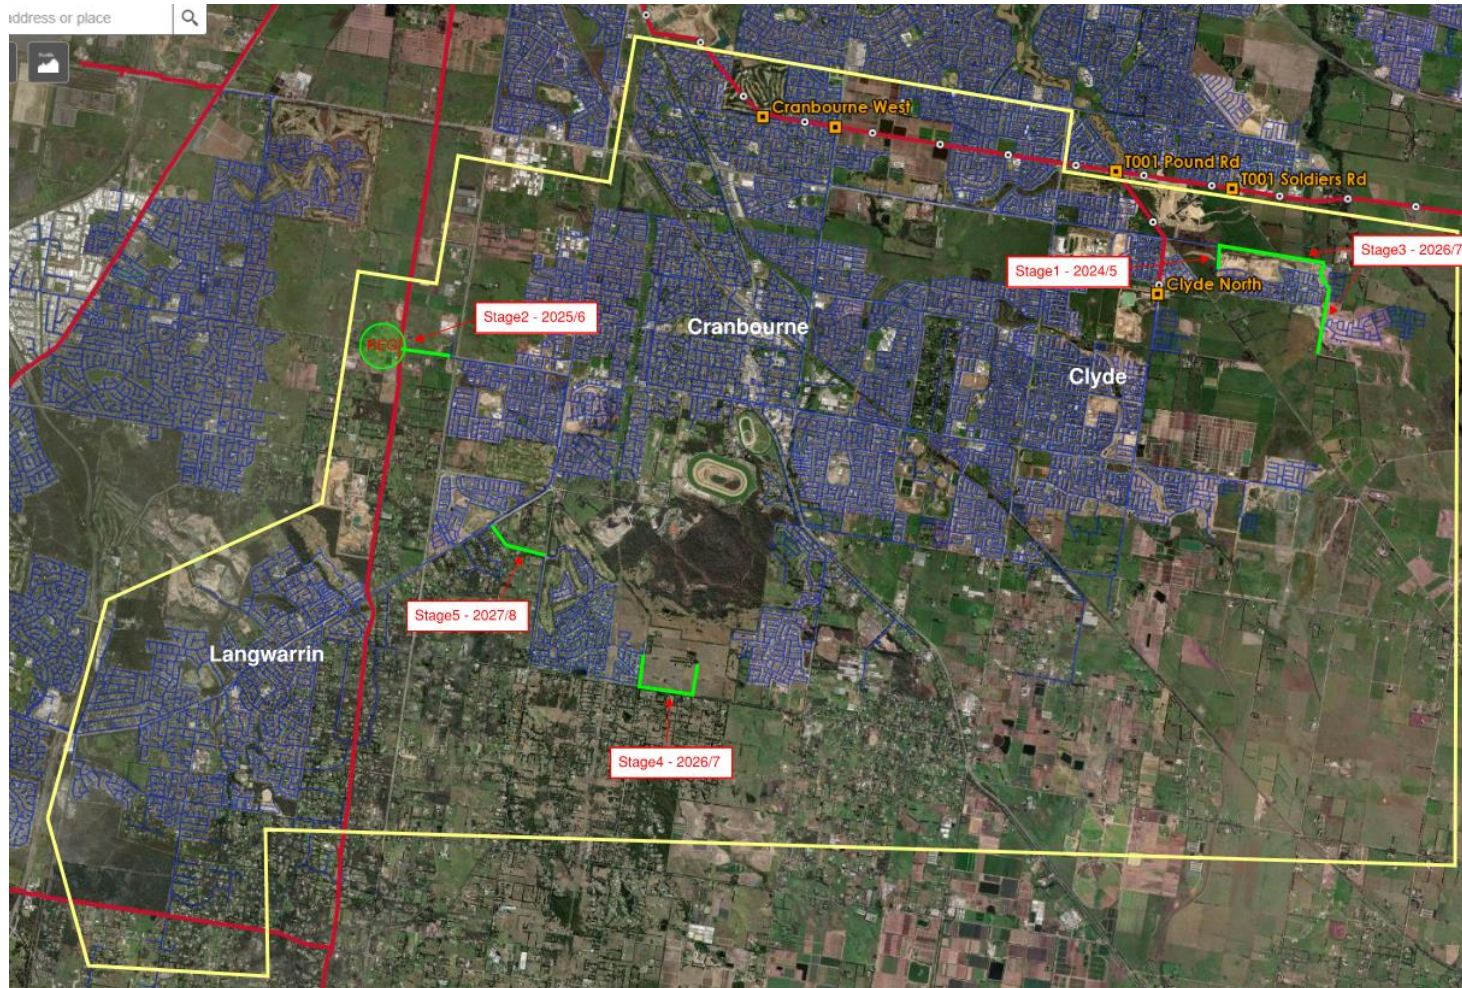 address or place
Cranbourne West
T001 Pound Rd
T001 Soldiers Rd
Stage3 - 2026/7
Stage1 - 2024/5
Clyde North
Stage2 - 2025/6
Cranbourne
REG
Clyde
Stage5 - 2027/8
Langwarrin
Stage4 - 2026/7